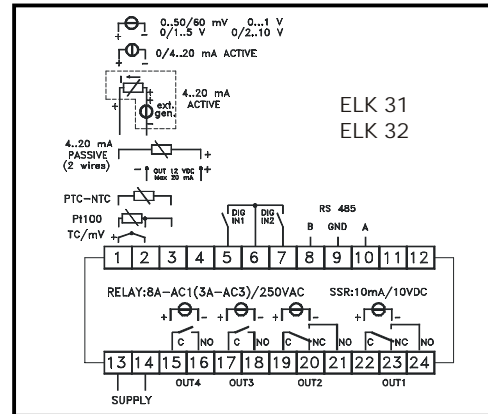 0..50/60 mV 0...1 V
0/1..5 V 0/2..10 V
+ -
0/4..20 mA ACTIVE
+ -
4..20 mA
ACTIVE
ext.
gen.
+
+
-
ELK 31
ELK 32
4..20 mA
PASSIVE
(2 wires)
- +
- OUT 12 VDC +
Max 20 mA
PTC-NTC
Pt100
TC/mV + -
DIG
IN1
DIG
IN2
RS 485
B GND A
1 2 3 4 5 6 7 8 9 10 11 12
RELAY:8A-AC1(3A-AC3)/250VAC SSR:10mA/10VDC
+ - + - + - + -
C NO C NO C NC NO C NC NO
13 14 15 16 17 18 19 20 21 22 23 24
SUPPLY
OUT4 OUT3 OUT2 OUT1